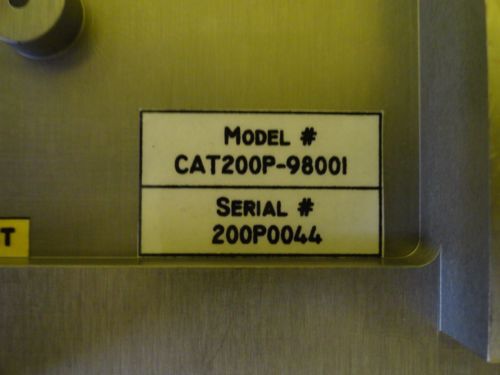 MODEL #
CAT200P-98001
SERIAL #
200P0044
T